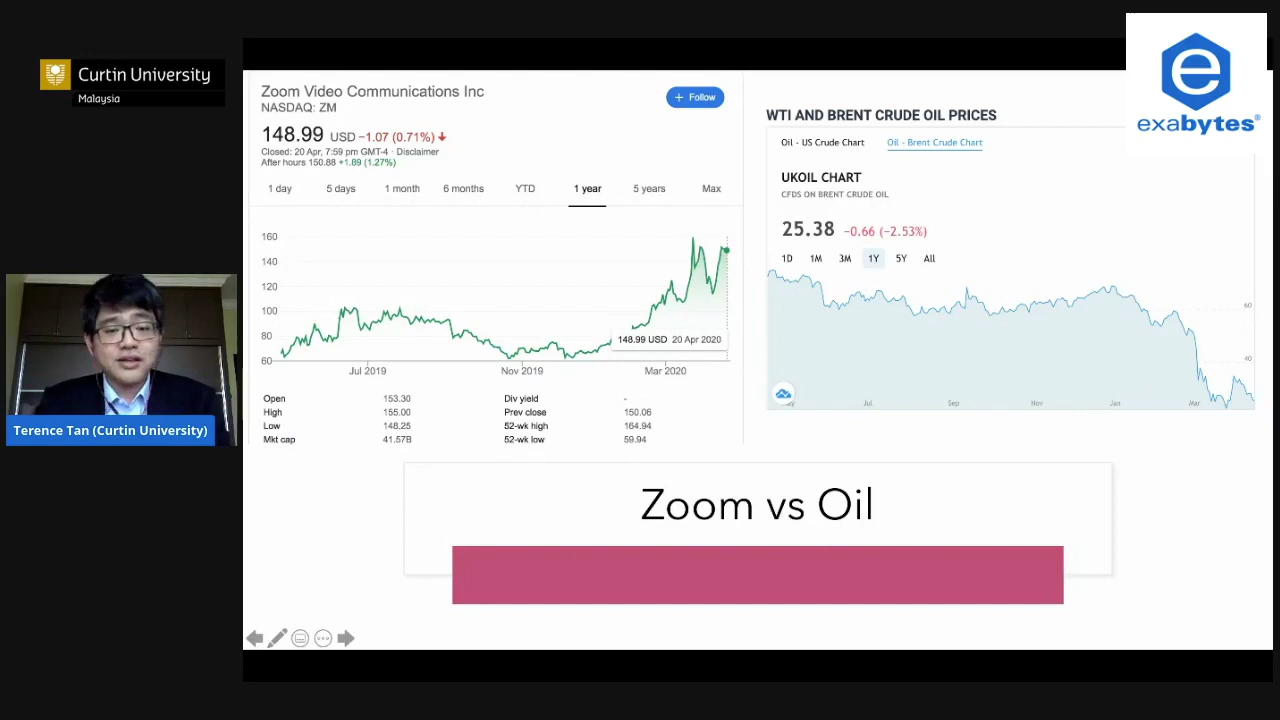 Curtin University
Malaysia
Terence Tan (Curtin University)
Zoom Video Communications Inc
NASDAQ: ZM
+ Follow
148.99 USD −1.07 (0.71%)
Closed: 20 Apr, 7:59 pm GMT-4 · Disclaimer
After hours 150.88 +1.89 (1.27%)
1 day 5 days 1 month 6 months YTD 1 year 5 years Max
160
140
120
100
80
60
148.99 USD 20 Apr 2020
Jul 2019 Nov 2019 Mar 2020
Open 153.30 Div yield -
High 155.00 Prev close 150.06
Low 148.25 52-wk high 164.94
Mkt cap 41.57B 52-wk low 59.94
WTI AND BRENT CRUDE OIL PRICES
Oil - US Crude Chart Oil - Brent Crude Chart
UKOIL CHART
CFDS ON BRENT CRUDE OIL
25.38 −0.66 (−2.53%)
1D 1M 3M 1Y 5Y All
60
40
Jul Sep Nov Jan Mar
exabytes®
Zoom vs Oil